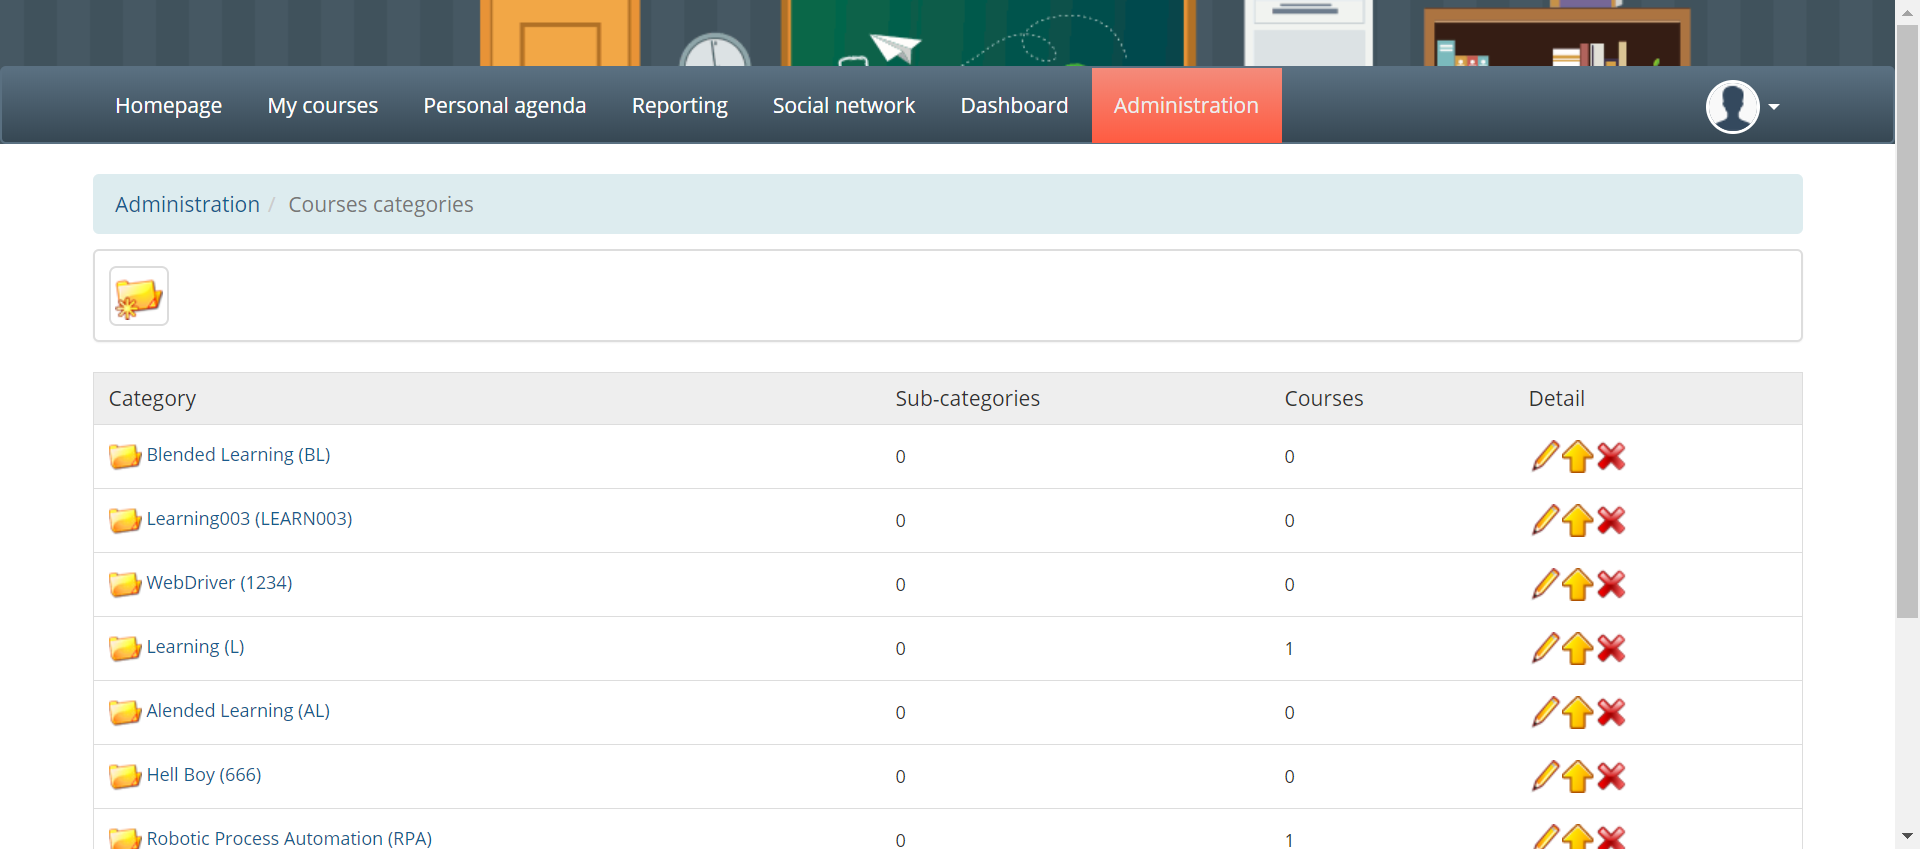 Homepage My courses Personal agenda Reporting Social network Dashboard Administration
Administration / Courses categories
Category Sub-categories Courses Detail
Blended Learning (BL) 0 0
Learning003 (LEARN003) 0 0
WebDriver (1234) 0 0
Learning (L) 0 1
Alended Learning (AL) 0 0
Hell Boy (666) 0 0
Robotic Process Automation (RPA) 0 1